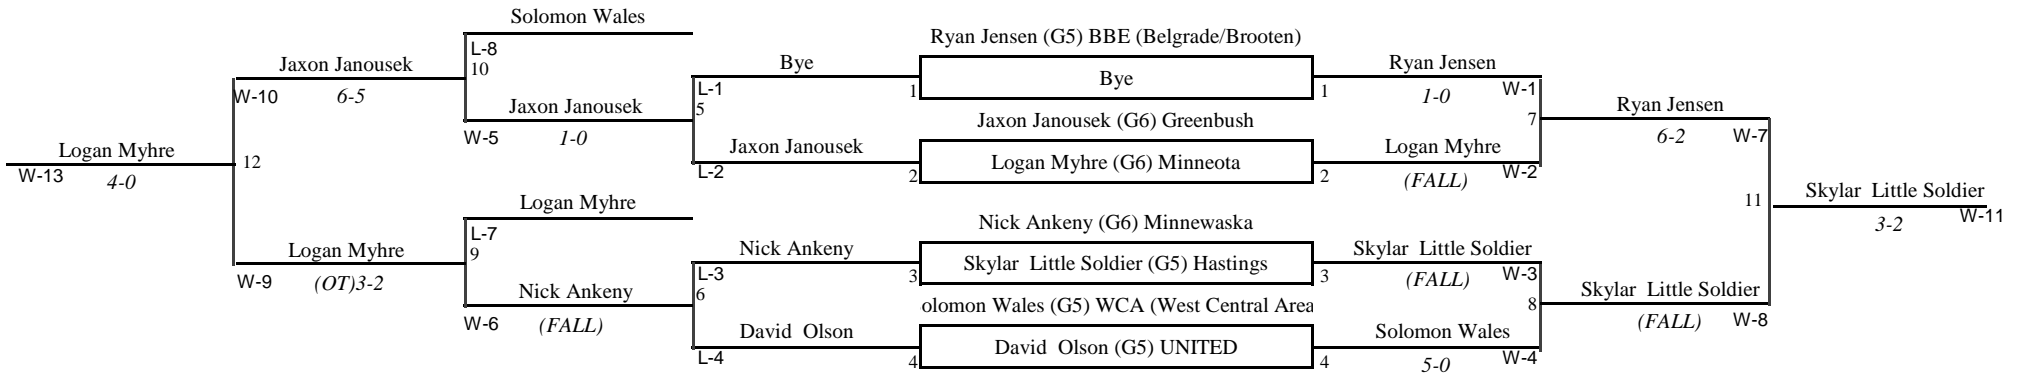 Solomon Wales
L-8
10
Jaxon Janousek
W-10
6-5
Jaxon Janousek
W-5
1-0
Logan Myhre
W-13
4-0
12
Logan Myhre
L-7
9
Logan Myhre
W-9
(OT)3-2
Nick Ankeny
W-6
(FALL)
Bye
L-1
1
5
Jaxon Janousek
L-2
2
Nick Ankeny
L-3
3
6
David Olson
L-4
4
Ryan Jensen (G5) BBE (Belgrade/Brooten)
Bye
Jaxon Janousek (G6) Greenbush
Logan Myhre (G6) Minneota
Nick Ankeny (G6) Minnewaska
Skylar Little Soldier (G5) Hastings
olomon Wales (G5) WCA (West Central Area
David Olson (G5) UNITED
Ryan Jensen
1
1-0
W-1
7
Logan Myhre
2
(FALL)
W-2
Skylar Little Soldier
3
(FALL)
W-3
8
Solomon Wales
4
5-0
W-4
Ryan Jensen
6-2
W-7
Skylar Little Soldier
(FALL)
W-8
11
Skylar Little Soldier
3-2
W-11